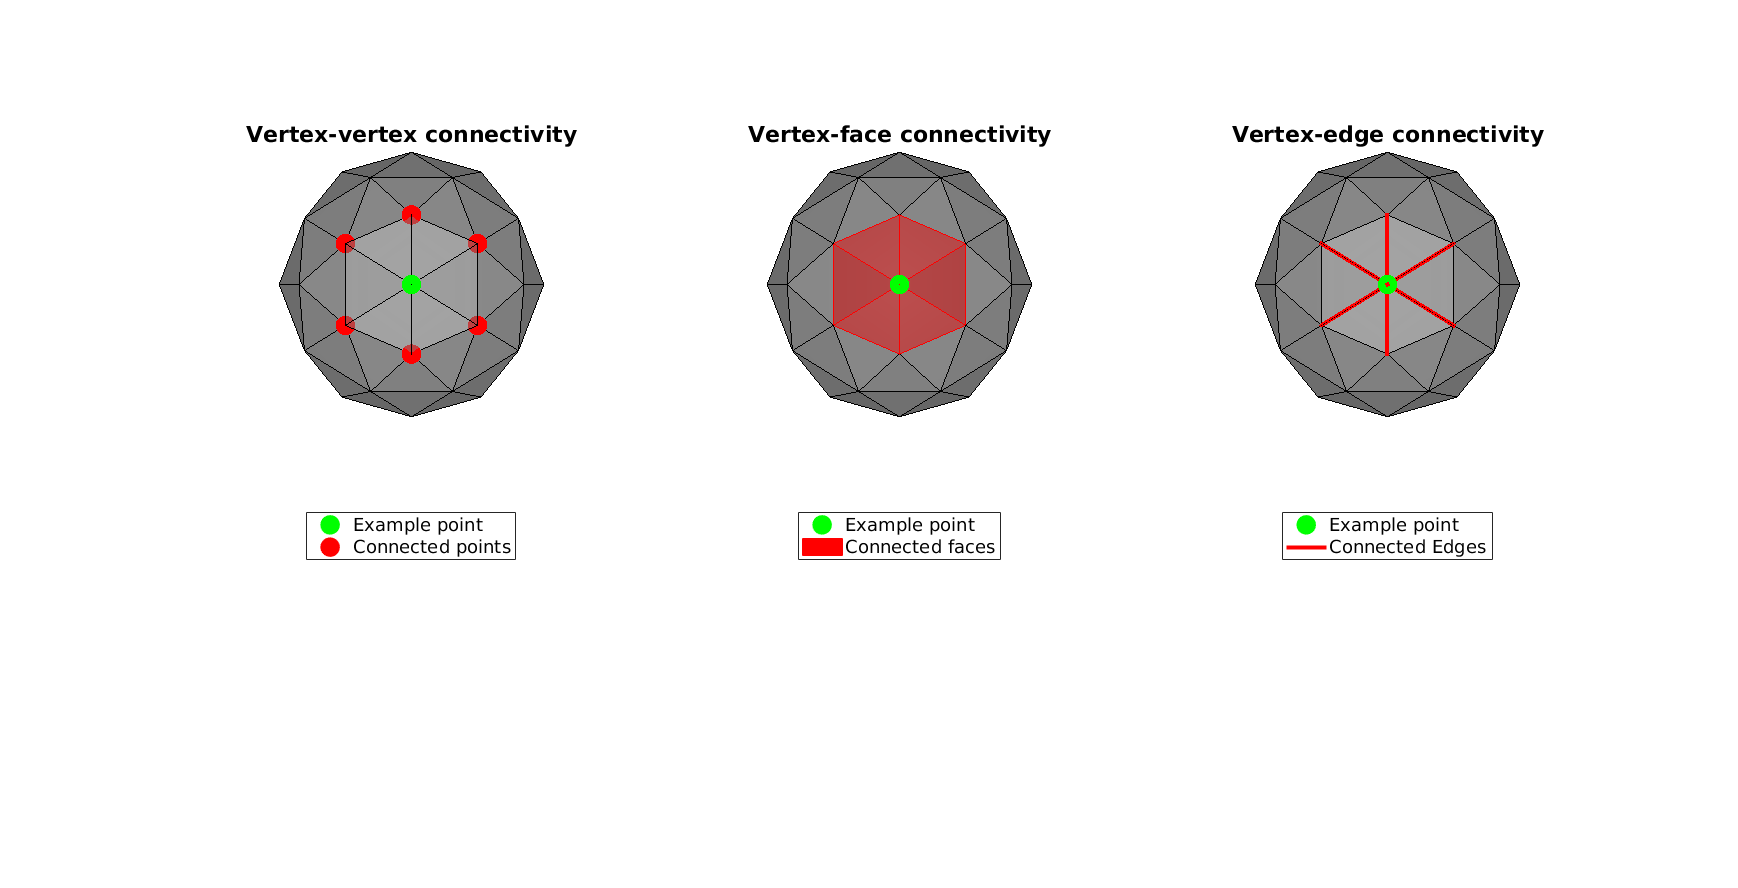 Vertex-vertex connectivity
Vertex-face connectivity
Vertex-edge connectivity
Example point
Connected points
Example point
Connected faces
Example point
Connected Edges